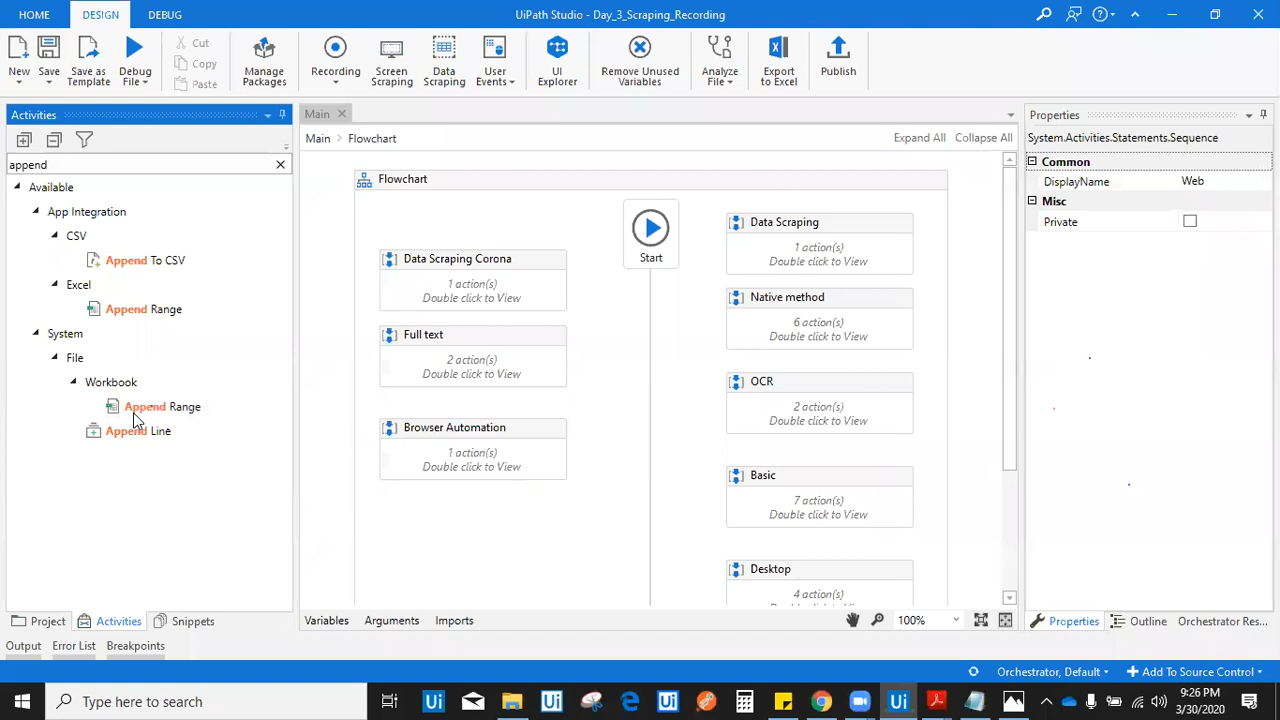 HOME
DESIGN
DEBUG
UiPath Studio - Day_3_Scraping_Recording
New
Save
Save as Template
Debug File
Cut
Copy
Paste
Manage Packages
Recording
Screen Scraping
Data Scraping
User Events
UI Explorer
Remove Unused Variables
Analyze File
Export to Excel
Publish
Activities
append
Available
App Integration
CSV
Append To CSV
Excel
Append Range
System
File
Workbook
Append Range
Append Line
Project
Activities
Snippets
Main
Main > Flowchart
Expand All
Collapse All
Flowchart
Start
Data Scraping Corona
1 action(s)
Double click to View
Full text
2 action(s)
Double click to View
Browser Automation
1 action(s)
Double click to View
Data Scraping
1 action(s)
Double click to View
Native method
6 action(s)
Double click to View
OCR
2 action(s)
Double click to View
Basic
7 action(s)
Double click to View
Desktop
4 action(s)
Variables
Arguments
Imports
100%
Properties
System.Activities.Statements.Sequence
Common
DisplayName
Web
Misc
Private
Properties
Outline
Orchestrator Res...
Output
Error List
Breakpoints
Orchestrator, Default
Add To Source Control
Type here to search
9:26 PM
3/30/2020